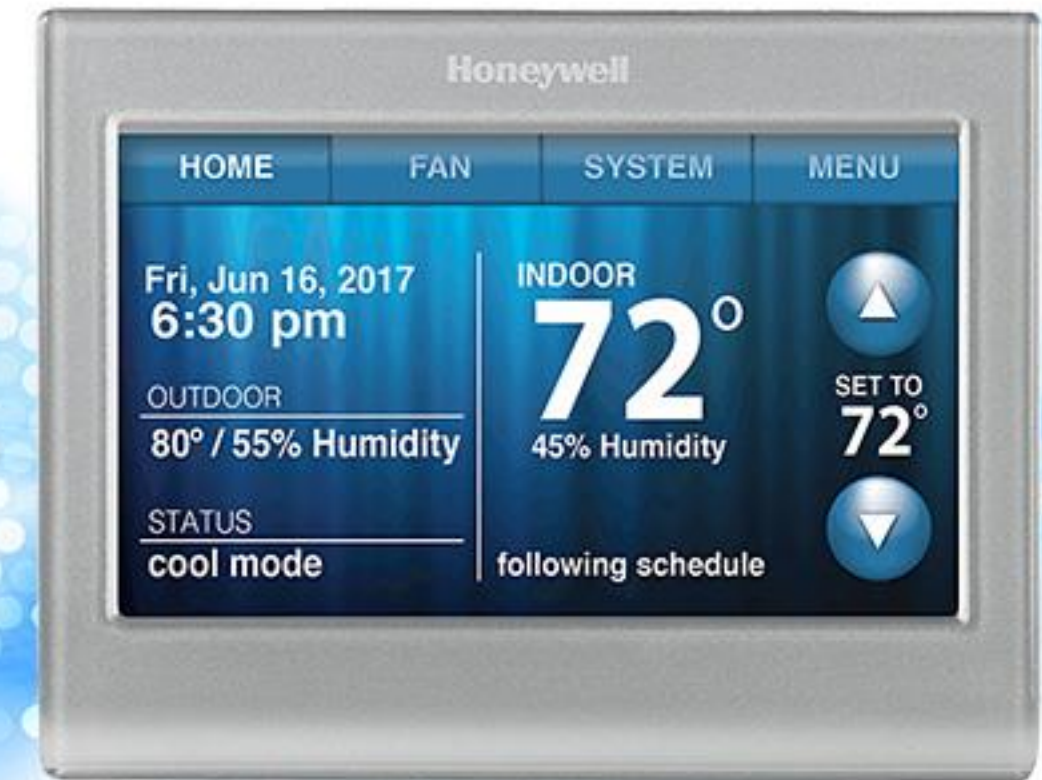 Honeywell
HOME FAN SYSTEM MENU
Fri, Jun 16, 2017
6:30 pm
OUTDOOR
80° / 55% Humidity
STATUS
cool mode
INDOOR
72°
45% Humidity
following schedule
SET TO
72°